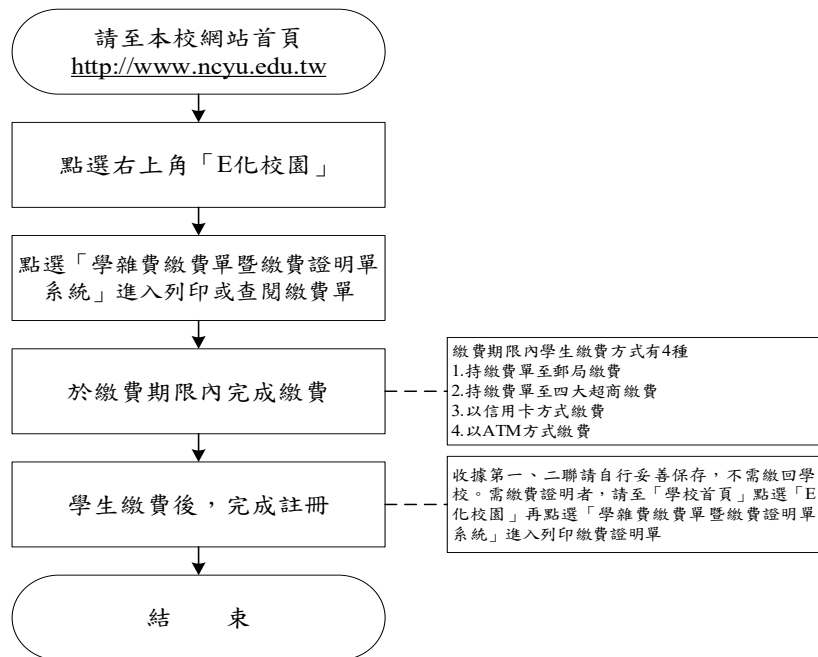 請至本校網站首頁
http://www.ncyu.edu.tw
點選右上角「E化校園」
點選「學雜費繳費單暨繳費證明單
系統」進入列印或查閱繳費單
於繳費期限內完成繳費
繳費期限內學生繳費方式有4種
1.持繳費單至郵局繳費
2.持繳費單至四大超商繳費
3.以信用卡方式繳費
4.以ATM方式繳費
學生繳費後，完成註冊
收據第一、二聯請自行妥善保存，不需繳回學
校。需繳費證明者，請至「學校首頁」點選「E
化校園」再點選「學雜費繳費單暨繳費證明單
系統」進入列印繳費證明單
結　　束